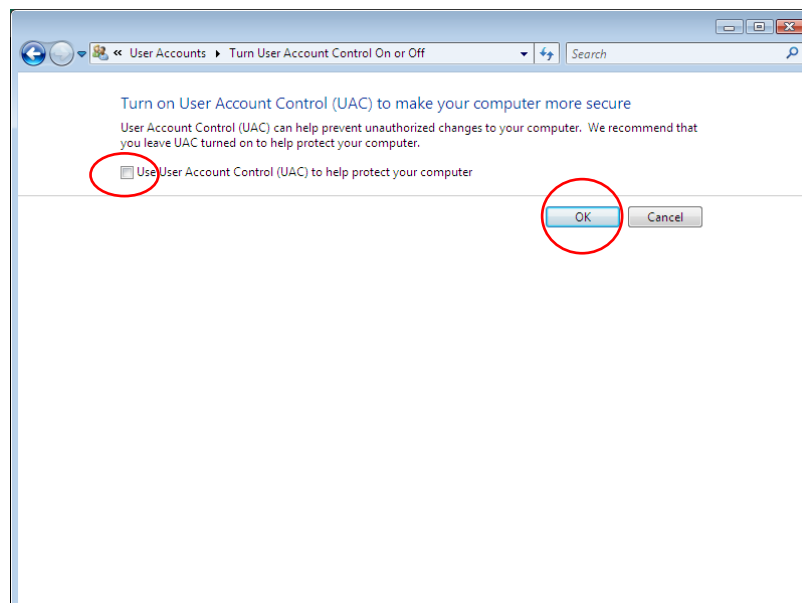 « User Accounts ▸ Turn User Account Control On or Off Search
Turn on User Account Control (UAC) to make your computer more secure
User Account Control (UAC) can help prevent unauthorized changes to your computer. We recommend that
you leave UAC turned on to help protect your computer.
Use User Account Control (UAC) to help protect your computer
OK Cancel